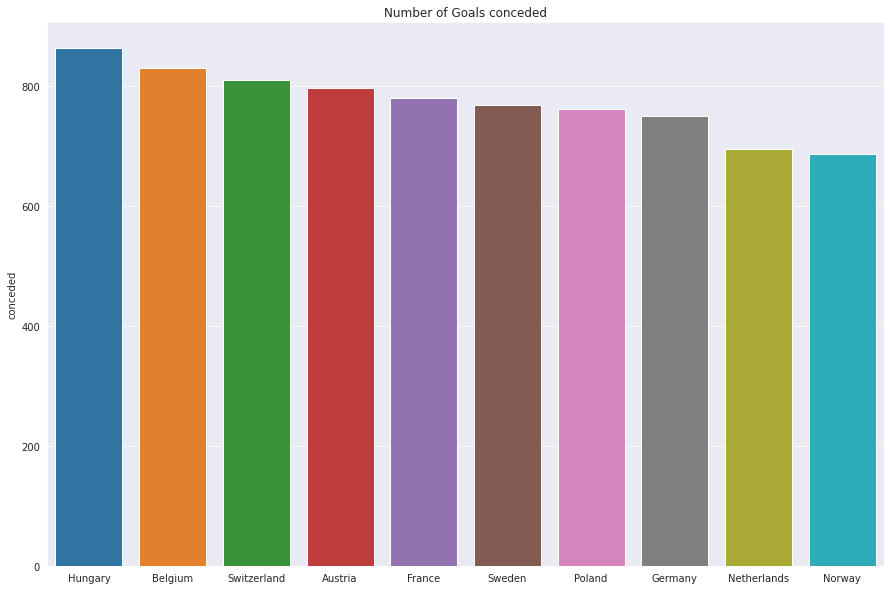 Number of Goals conceded
conceded
800
600
400
200
0
Hungary Belgium Switzerland Austria France Sweden Poland Germany Netherlands Norway